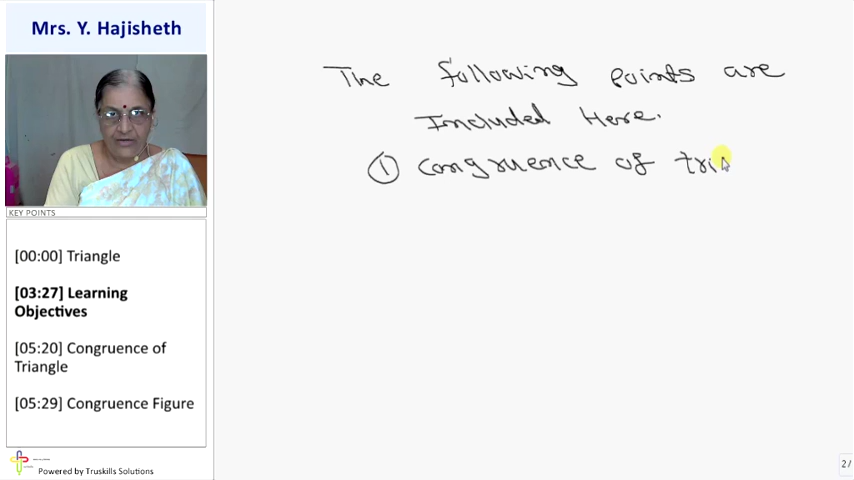 Mrs. Y. Hajisheth
KEY POINTS
[00:00] Triangle
[03:27] Learning
Objectives
[05:20] Congruence of
Triangle
[05:29] Congruence Figure
Powered by Truskills Solutions
The following points are
Included Here.
① Congruence of tri
2/